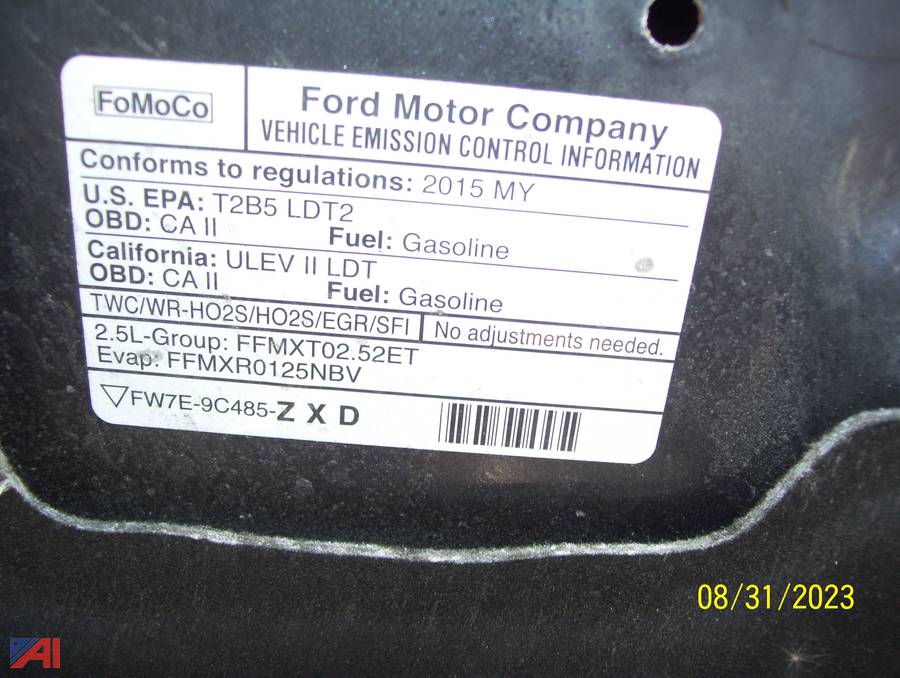 FoMoCo
Ford Motor Company
VEHICLE EMISSION CONTROL INFORMATION
Conforms to regulations: 2015 MY
U.S. EPA: T2B5 LDT2
OBD: CA II Fuel: Gasoline
California: ULEV II LDT
OBD: CA II Fuel: Gasoline
TWC/WR-HO2S/HO2S/EGR/SFI No adjustments needed.
2.5L-Group: FFMXT02.52ET
Evap: FFMXR0125NBV
FW7E-9C485-ZXD
08/31/2023
AI